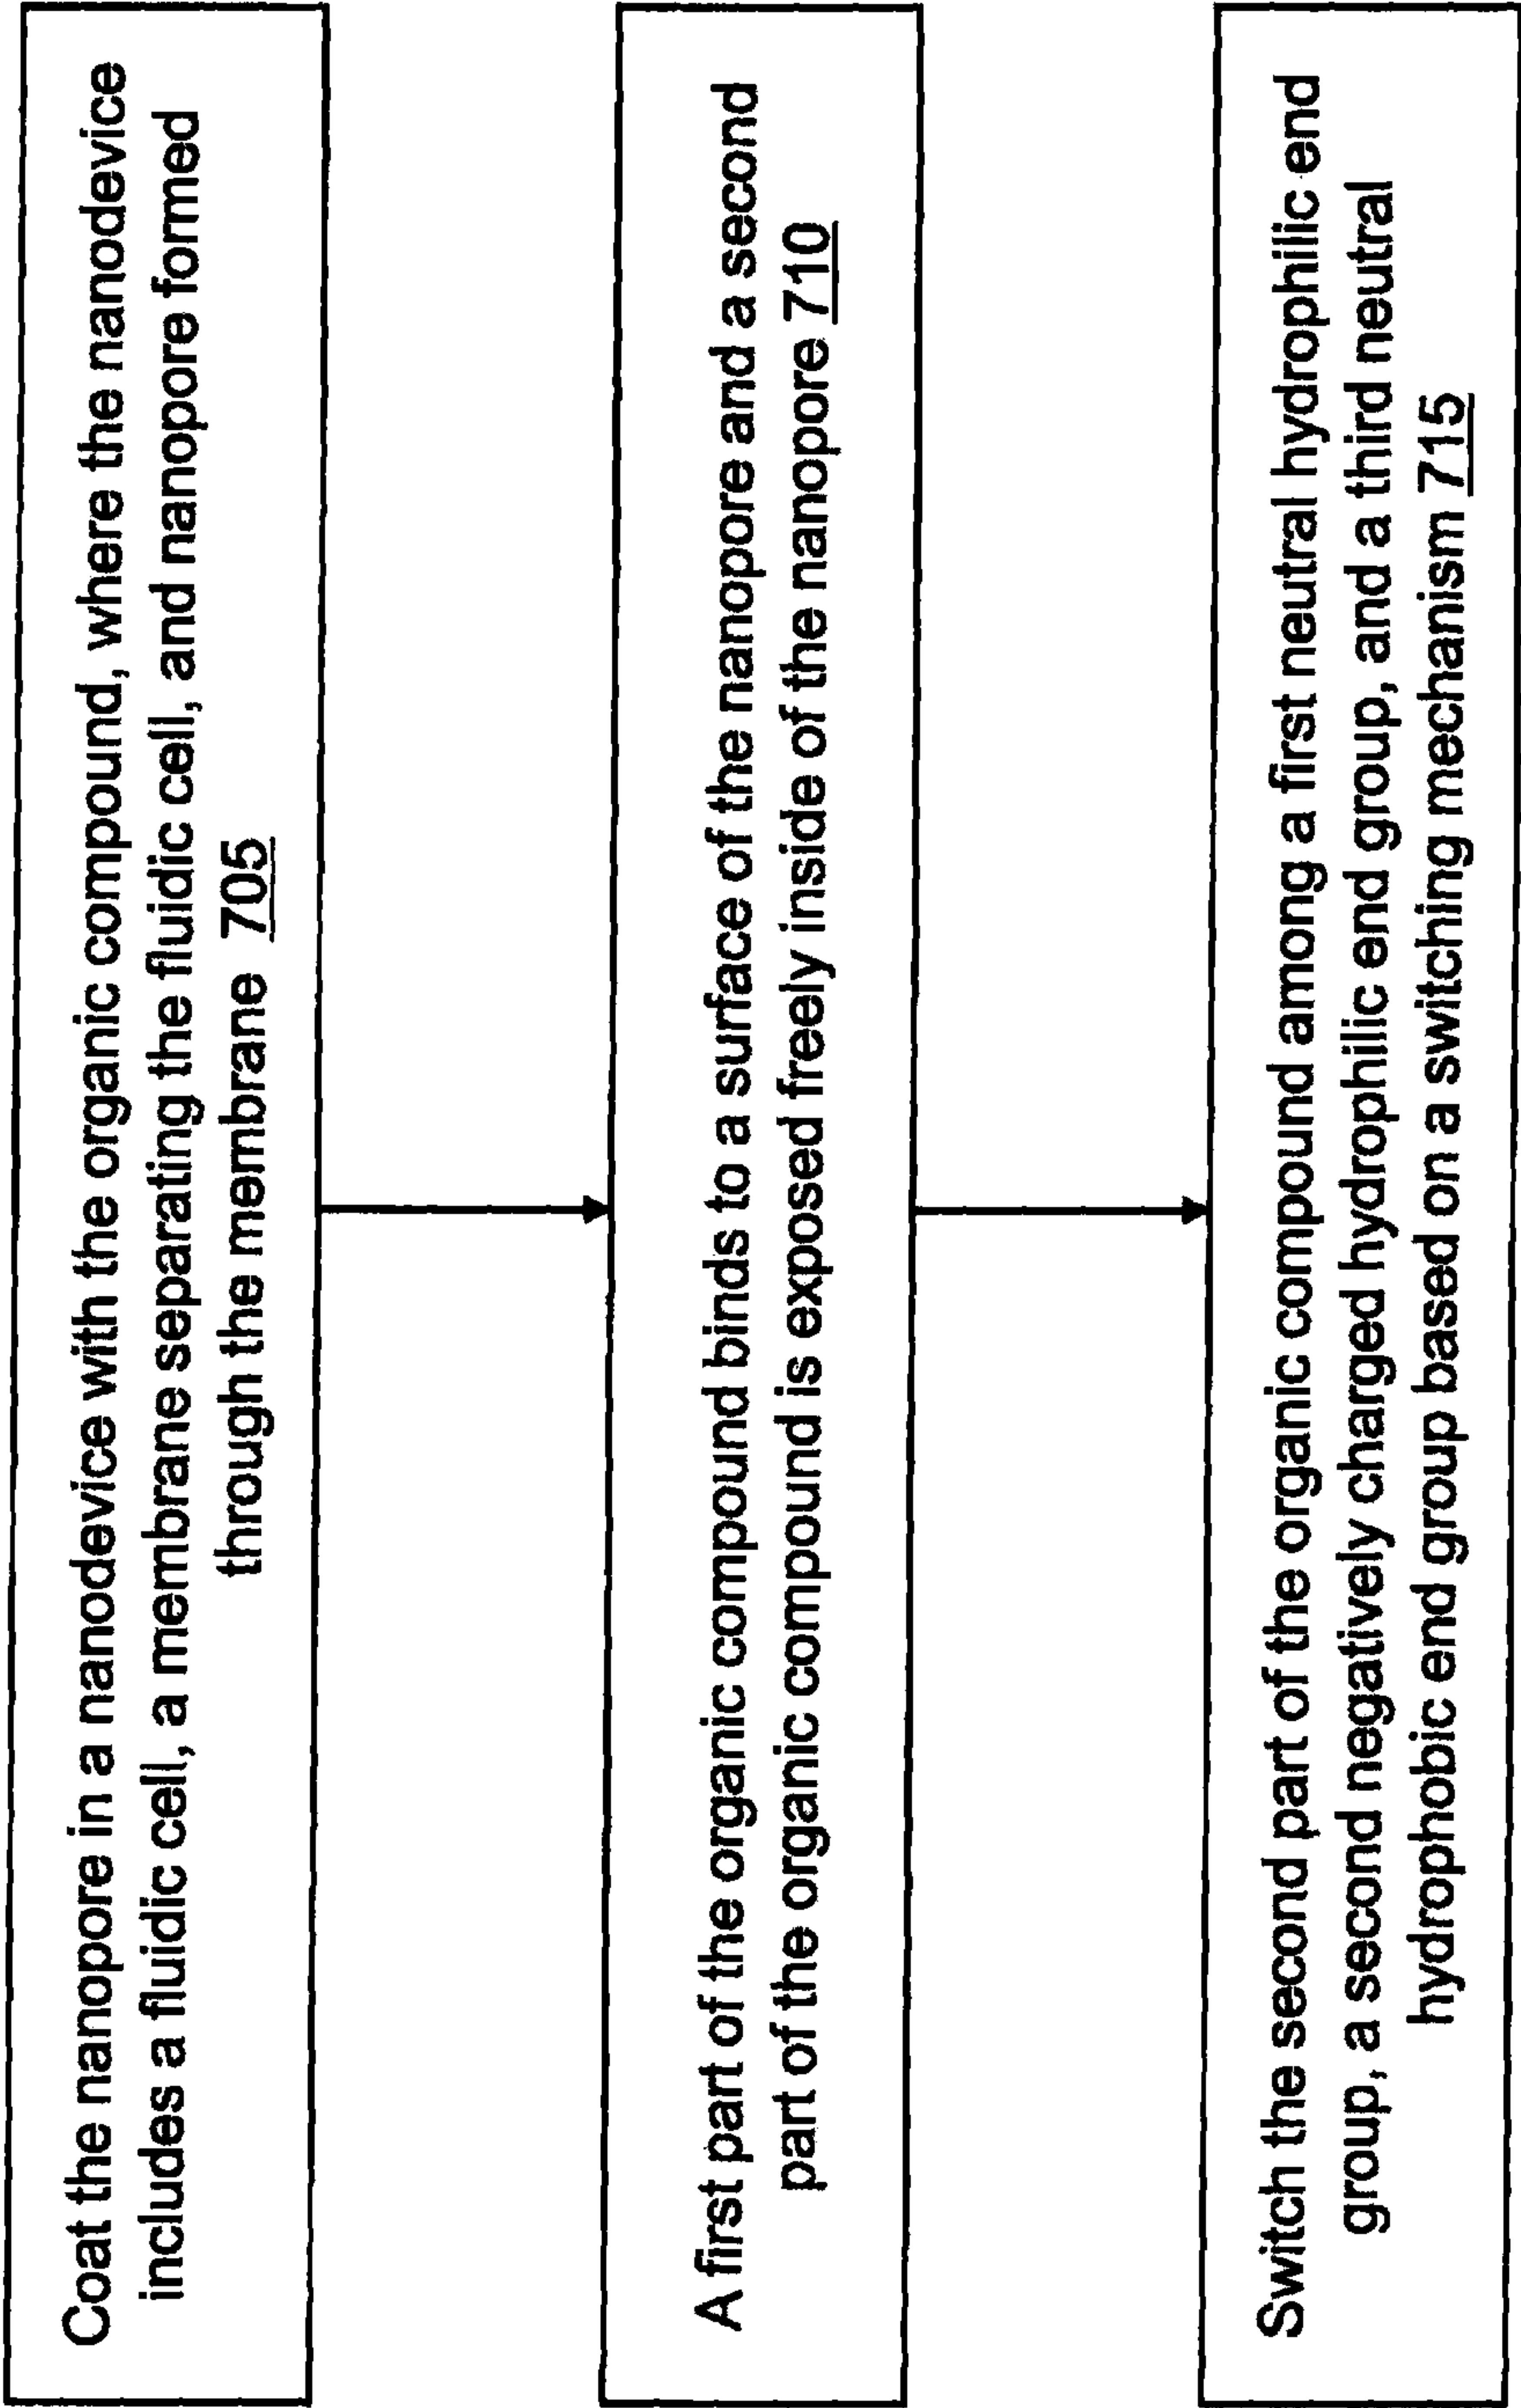 Coat the nanopore in a nanodevice with the organic compound, where the nanodevice
includes a fluidic cell, a membrane separating the fluidic cell, and nanopore formed
through the membrane 705
A first part of the organic compound binds to a surface of the nanopore and a second
part of the organic compound is exposed freely inside of the nanopore 710
Switch the second part of the organic compound among a first neutral hydrophilic end
group, a second negatively charged hydrophilic end group, and a third neutral
hydrophobic end group based on a switching mechanism 715